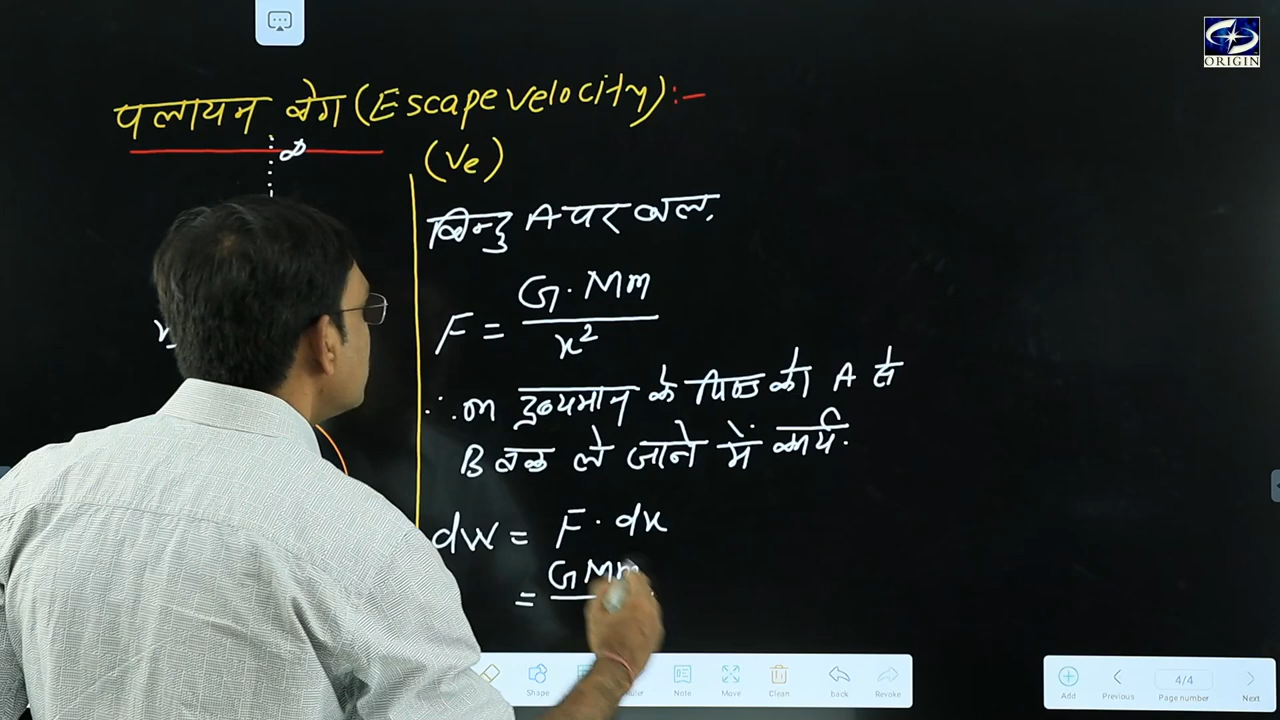 ORIGIN
पलायन वेग (Escape velocity):-
∞
(Ve)
बिन्दु A पर बल,
F = G. Mm / x²
∴ m द्रव्यमान के पिण्ड को A से
B तक ले जाने में कार्य.
dW = F. dx
= GMm
Shape
Note
Move
Clean
back
Revoke
Add
Previous
4/4
Page number
Next